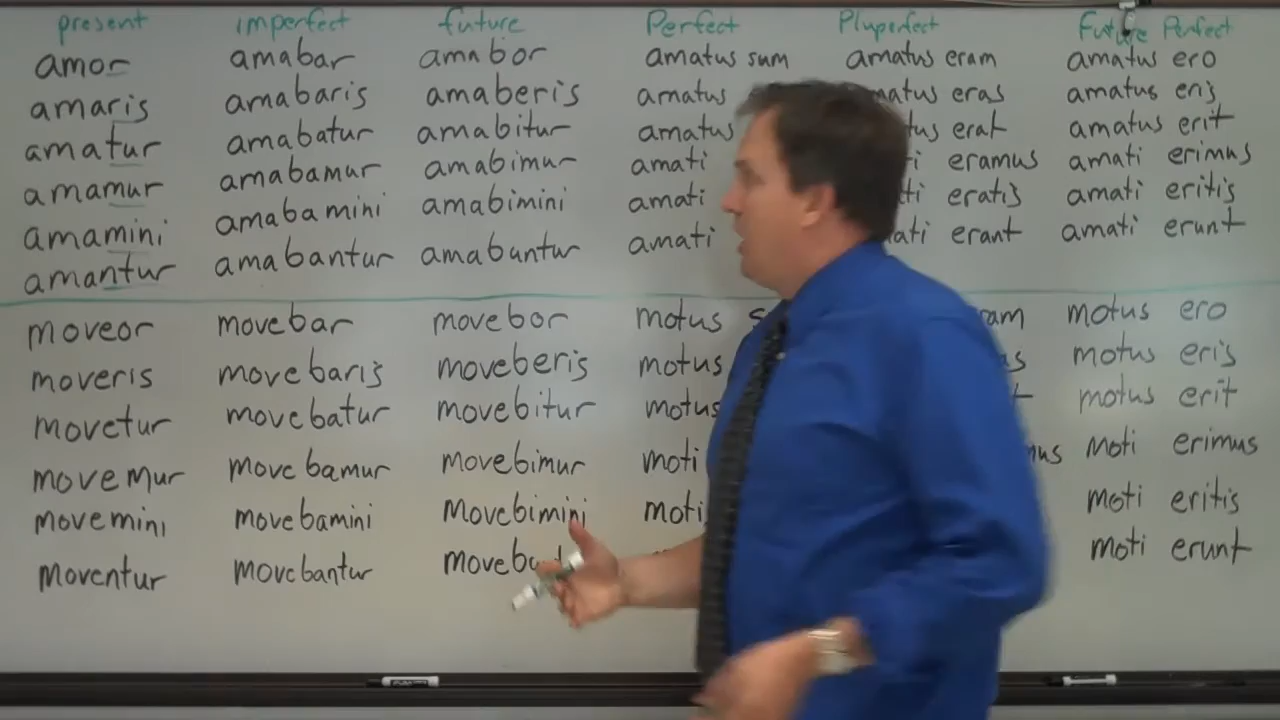 present imperfect future Perfect Pluperfect Future Perfect
amor amabar amabor amatus sum amatus eram amatus ero
amaris amabaris amaberis amatus eras amatus eris
amatur amabatur amabitur amatus erat amatus erit
amamur amabamur amabimur amati eramus amati erimus
amamini amabamini amabimini amati eratis amati eritis
amantur amabantur amabuntur amati erant amati erunt
moveor movebar movebor motus motus ero
moveris movebaris moveberis motus motus eris
movetur movebatur movebitur motus motus erit
movemur movebamur movebimur moti moti erimus
movemini movebamini movebimini moti moti eritis
moventur movebantur moti erunt